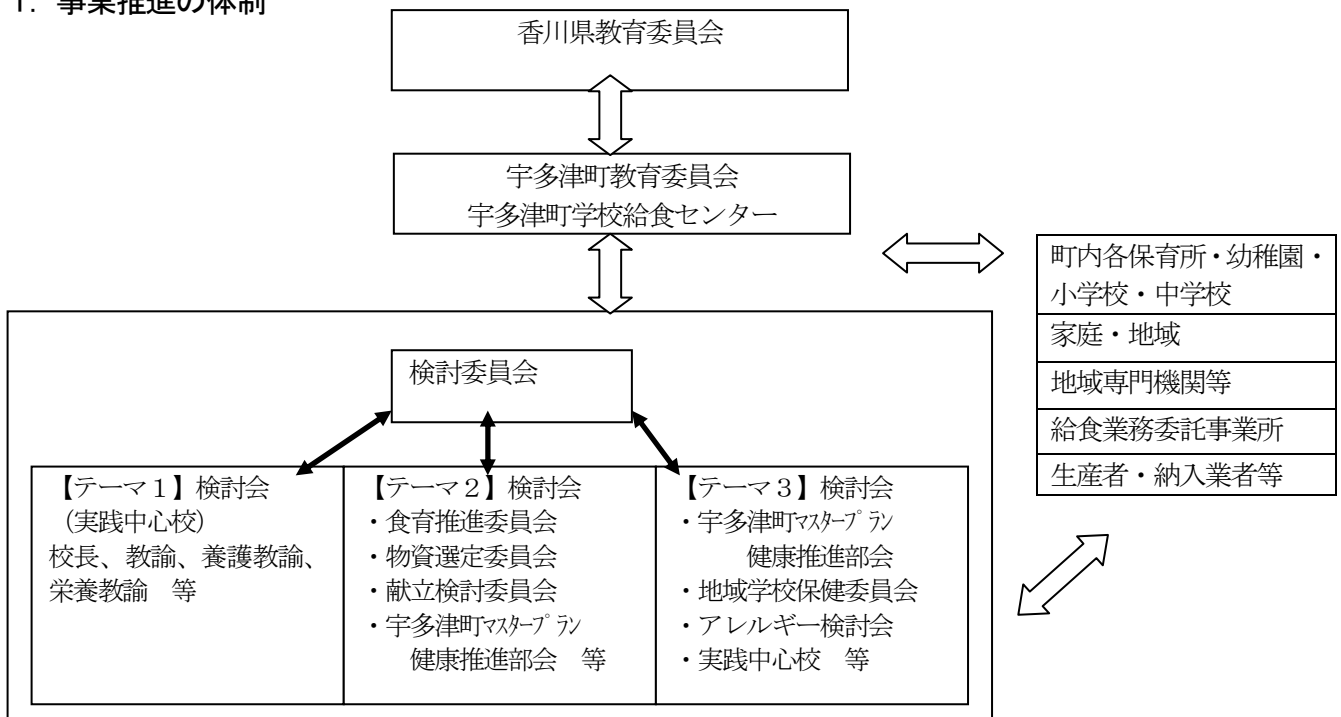 1. 事業推進の体制
香川県教育委員会
宇多津町教育委員会
宇多津町学校給食センター
町内各保育所・幼稚園・
小学校・中学校
家庭・地域
地域専門機関等
給食業務委託事業所
生産者・納入業者等
検討委員会
【テーマ１】検討会
（実践中心校）
校長、教諭、養護教諭、
栄養教諭　等
【テーマ２】検討会
・食育推進委員会
・物資選定委員会
・献立検討委員会
・宇多津町ﾏｽﾀｰﾌﾟﾗﾝ
健康推進部会　等
【テーマ３】検討会
・宇多津町ﾏｽﾀｰﾌﾟﾗﾝ
健康推進部会
・地域学校保健委員会
・アレルギー検討会
・実践中心校　等